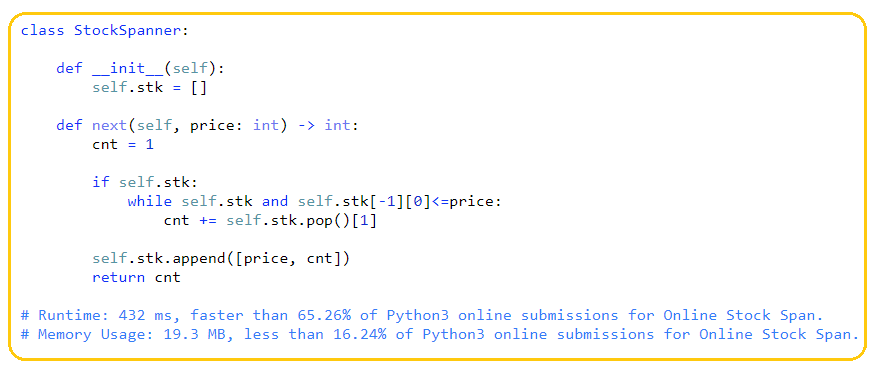 class StockSpanner:
    def __init__(self):
        self.stk = []
    def next(self, price: int) -> int:
        cnt = 1
        if self.stk:
            while self.stk and self.stk[-1][0]<=price:
                cnt += self.stk.pop()[1]
        self.stk.append([price, cnt])
        return cnt
# Runtime: 432 ms, faster than 65.26% of Python3 online submissions for Online Stock Span.
# Memory Usage: 19.3 MB, less than 16.24% of Python3 online submissions for Online Stock Span.